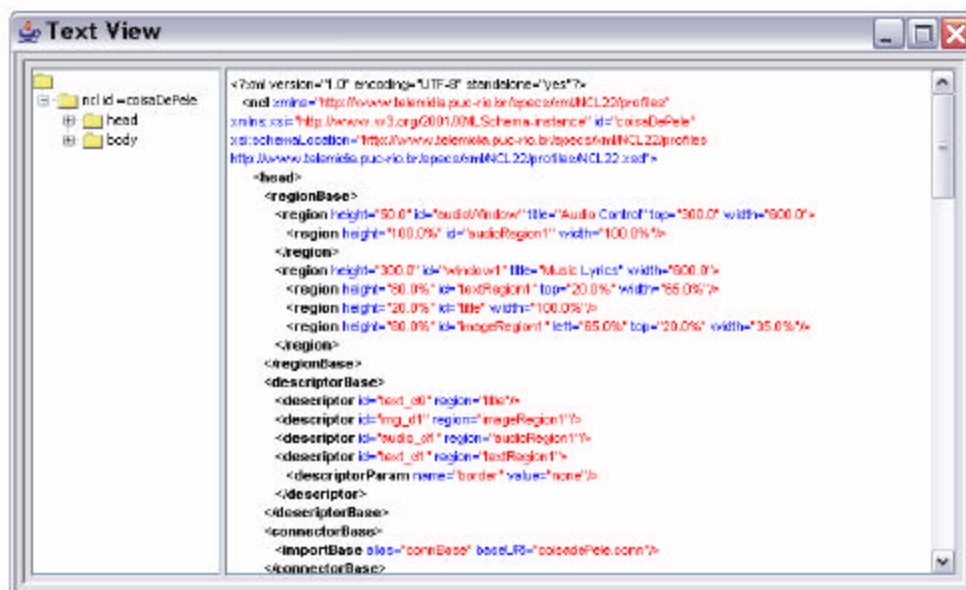 Text View
ncl id =coisaDePele
head
body
<?xml version="1.0" encoding="UTF-8" standalone="yes"?>
<ncl xmlns="http://www.telemidia.puc-rio.br/specs/xml/NCL22/profiles"
xmlns:xsi="http://www.w3.org/2001/XMLSchema-instance" id="coisaDePele"
xsi:schemaLocation="http://www.telemidia.puc-rio.br/specs/xml/NCL22/profiles
http://www.telemidia.puc-rio.br/specs/xml/NCL22/profiles/NCL22.xsd">
<head>
<regionBase>
<region height="50.0" id="audioWindow" title="Audio Control" top="300.0" width="600.0">
<region height="100.0%" id="audioRegion1" width="100.0%"/>
</region>
<region height="300.0" id="window1" title="Music Lyrics" width="600.0">
<region height="80.0%" id="textRegion1" top="20.0%" width="65.0%"/>
<region height="20.0%" id="title" width="100.0%"/>
<region height="80.0%" id="imageRegion1" left="65.0%" top="20.0%" width="35.0%"/>
</region>
</regionBase>
<descriptorBase>
<descriptor id="text_d0" region="title"/>
<descriptor id="img_d1" region="imageRegion1"/>
<descriptor id="audio_d1" region="audioRegion1"/>
<descriptor id="text_d1" region="textRegion1">
<descriptorParam name="border" value="none"/>
</descriptor>
</descriptorBase>
<connectorBase>
<importBase alias="connBase" baseURI="coisadePele.conn"/>
</connectorBase>